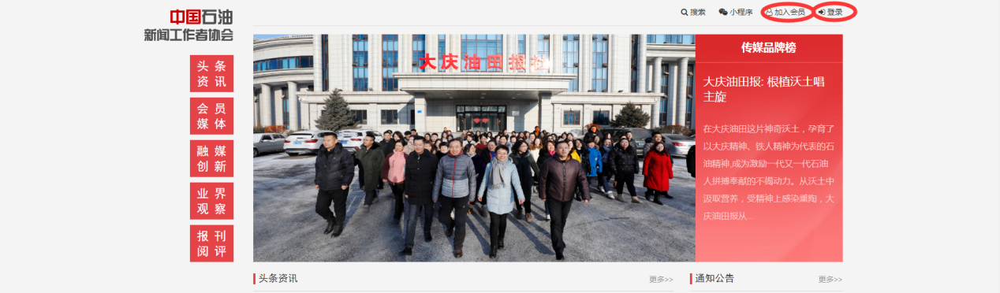 中国石油
新闻工作者协会
搜索
小程序
加入会员
登录
头 条
资 讯
会 员
媒 体
融 媒
创 新
业 界
观 察
报 刊
阅 评
大庆油田报社
传媒品牌榜
大庆油田报: 根植沃土唱
主旋
在大庆油田这片神奇沃土，孕育了
以大庆精神、铁人精神为代表的石
油精神,成为激励一代又一代石油
人拼搏奉献的不竭动力。从沃土中
汲取营养，受精神上感染熏陶，大
庆油田报从...
头条资讯
更多>>
通知公告
更多>>